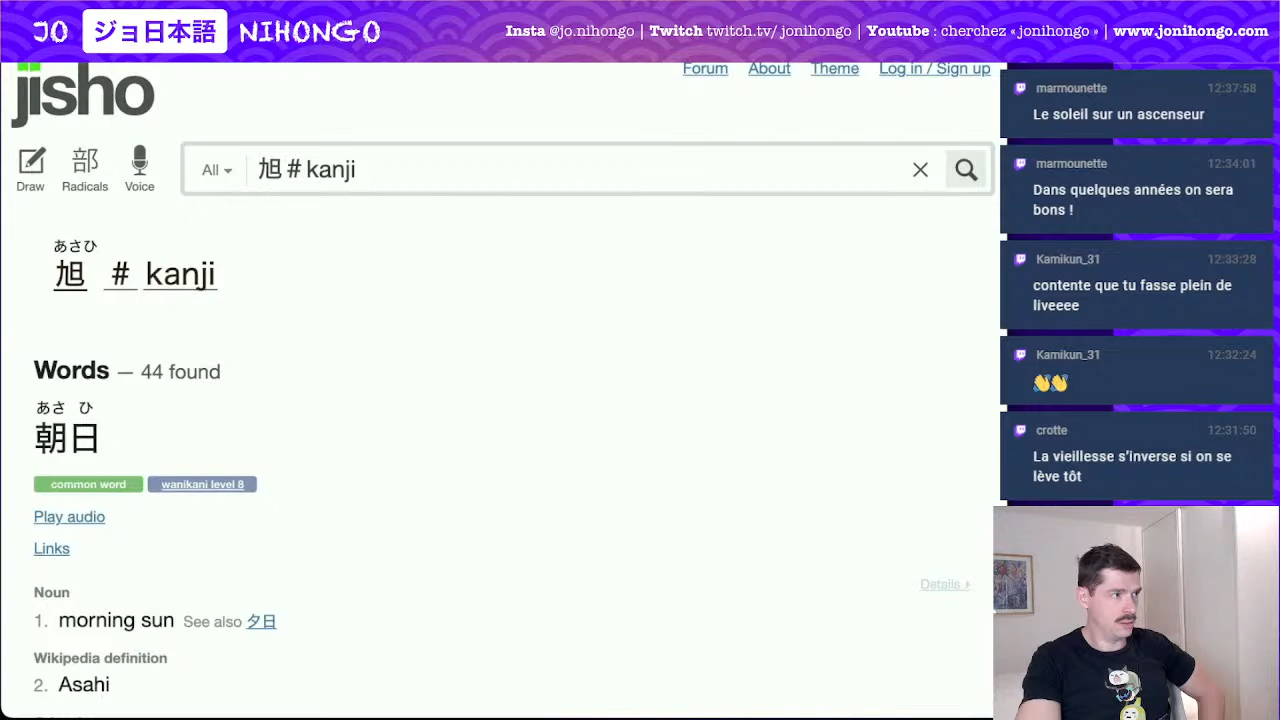 JO ジョ日本語 NIHONGO
Insta @jo.nihongo | Twitch twitch.tv/jonihongo | Youtube : cherchez « jonihongo » | www.jonihongo.com
jisho
Forum About Theme Log in / Sign up
Draw
部
Radicals
Voice
All
旭 # kanji
あさひ
旭 # kanji
Words — 44 found
あさ ひ
朝日
common word
wanikani level 8
Play audio
Links
Details
Noun
1. morning sun See also 夕日
Wikipedia definition
2. Asahi
marmounette 12:37:58
Le soleil sur un ascenseur
marmounette 12:34:01
Dans quelques années on sera
bons !
Kamikun_31 12:33:28
contente que tu fasse plein de
liveeee
Kamikun_31 12:32:24
👏👏
crotte 12:31:50
La vieillesse s'inverse si on se
lève tôt